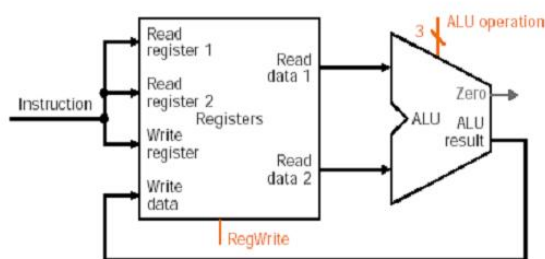 Instruction
Read
register 1
Read
register 2
Write
register
Write
data
Registers
Read
data 1
Read
data 2
RegWrite
3
ALU operation
Zero
ALU
ALU
result